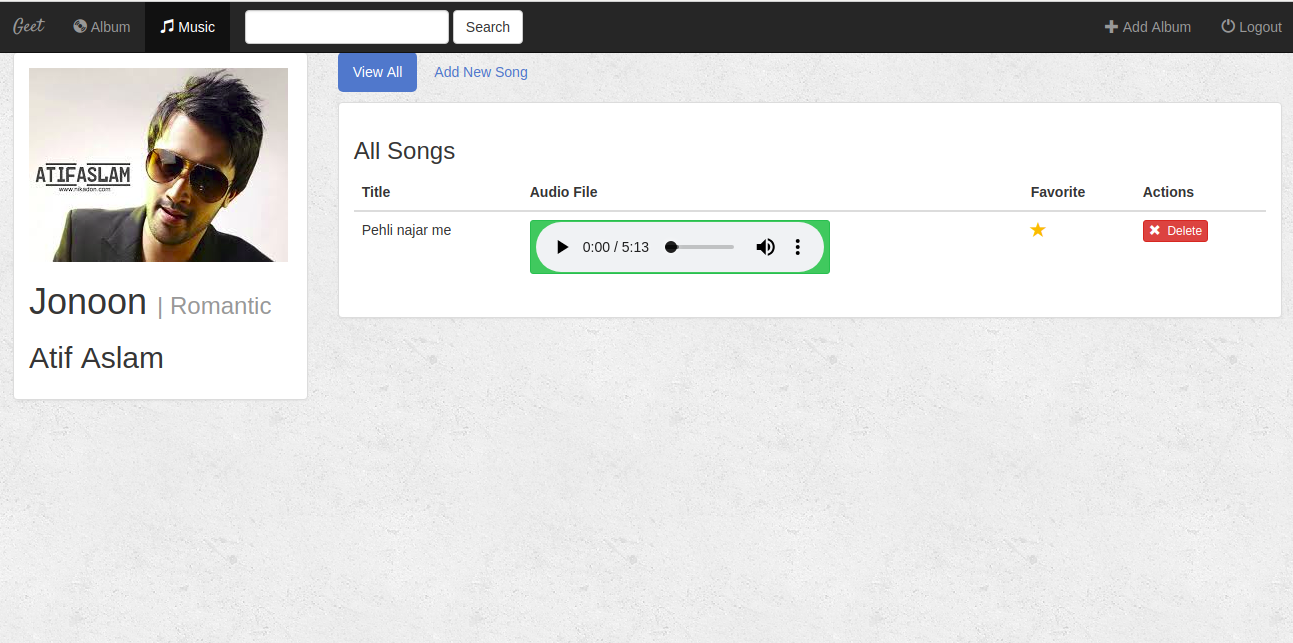 Geet Album Music Search Add Album Logout
View All Add New Song
ATIFASLAM
www.nikadon.com
Jonoon | Romantic
Atif Aslam
All Songs
Title Audio File Favorite Actions
Pehli najar me 0:00 / 5:13 Delete